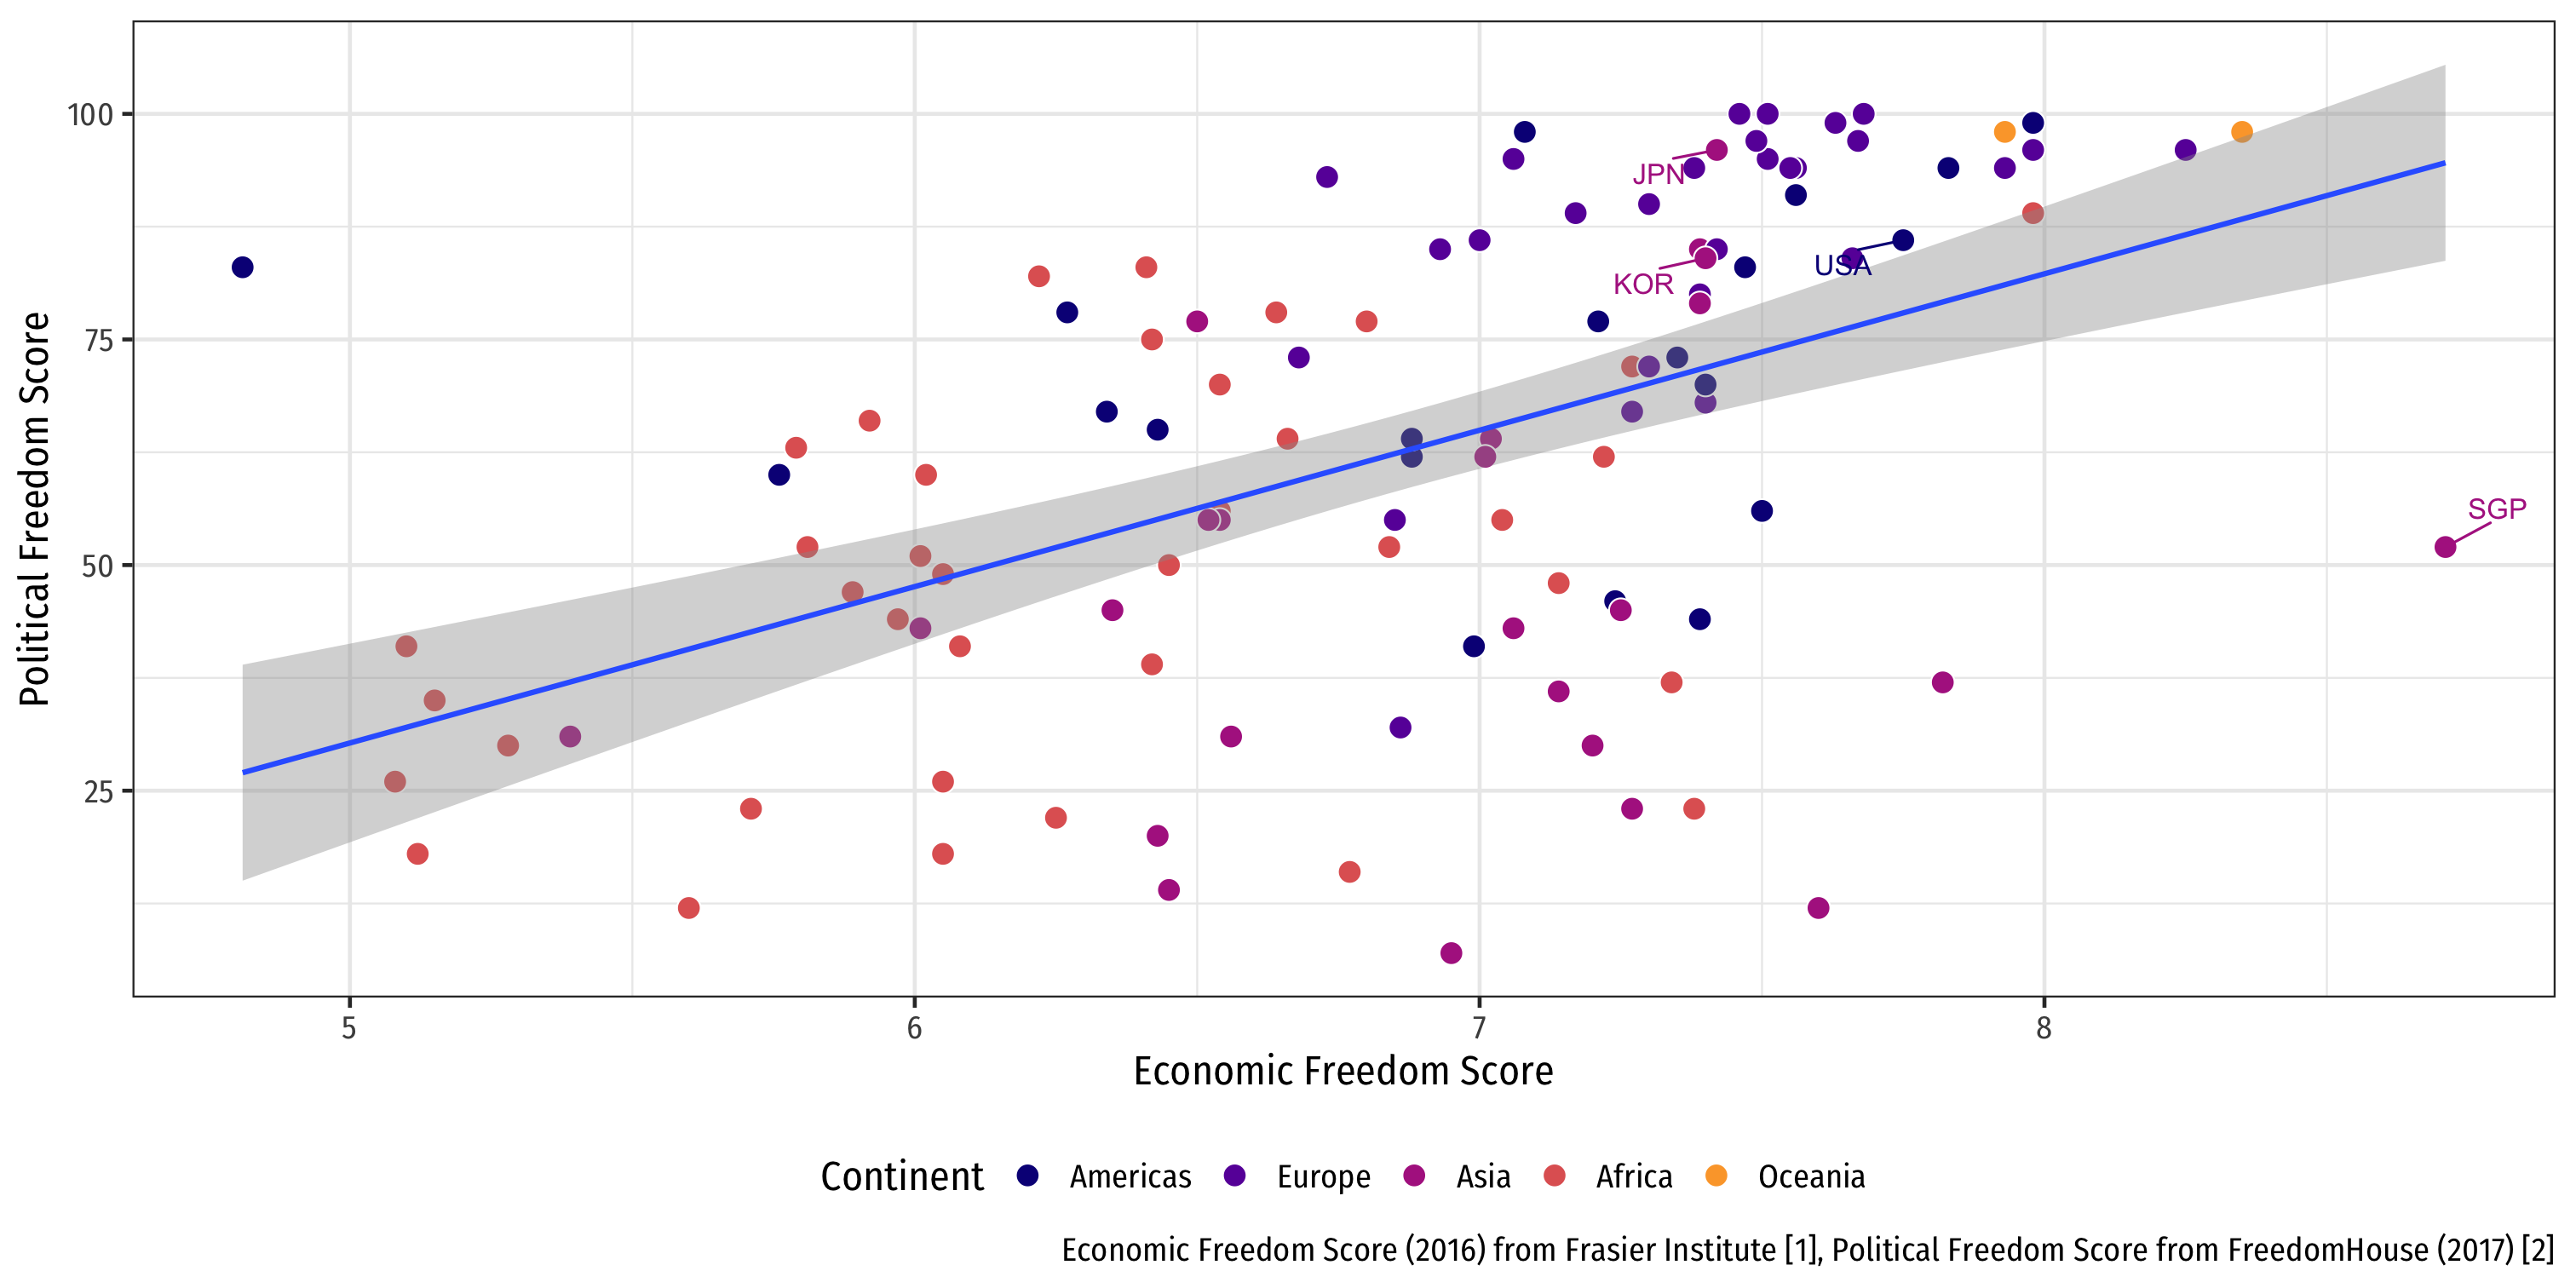 100
75
50
25
Political Freedom Score
JPN
KOR
USA
SGP
5 6 7 8
Economic Freedom Score
Continent Americas Europe Asia Africa Oceania
Economic Freedom Score (2016) from Frasier Institute [1], Political Freedom Score from FreedomHouse (2017) [2]